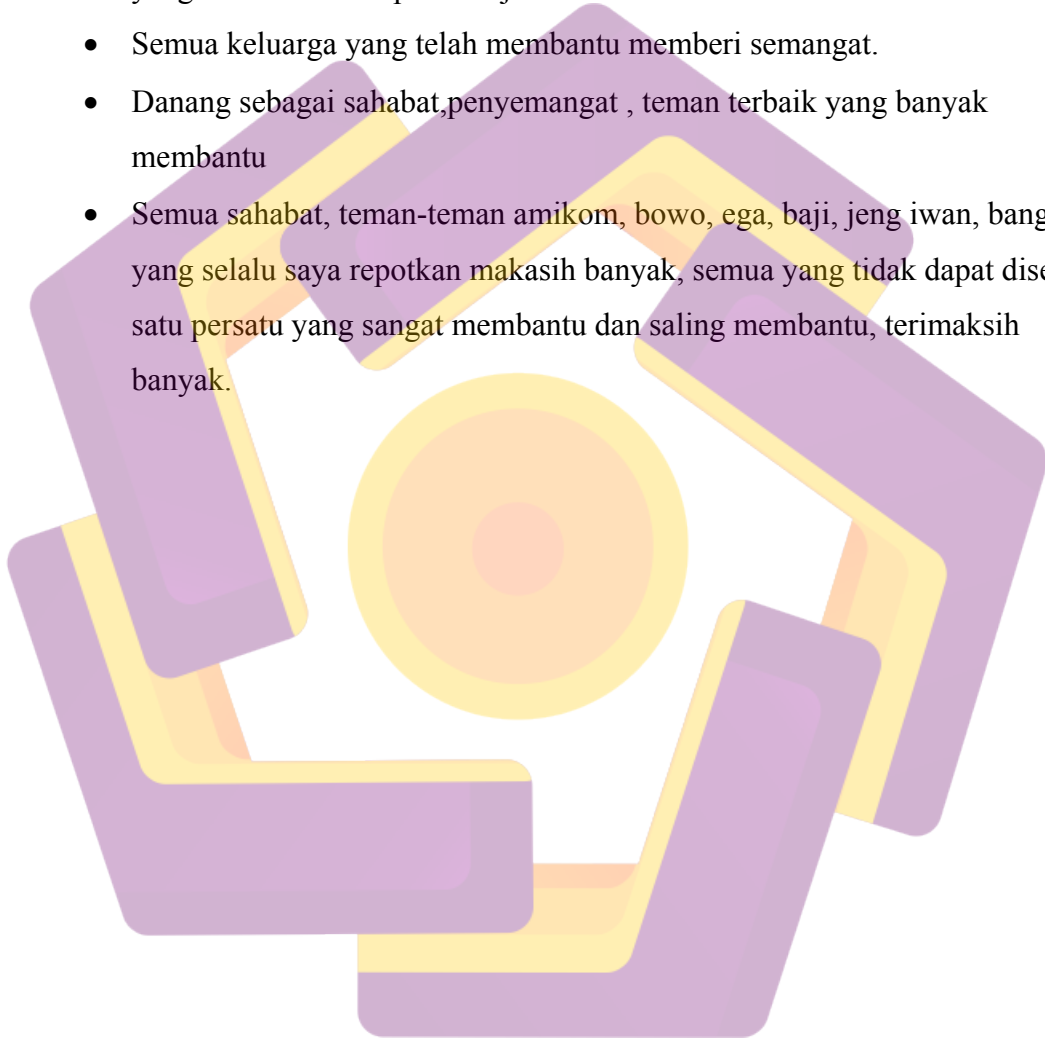 • Semua keluarga yang telah membantu memberi semangat.
• Danang sebagai sahabat,penyemangat , teman terbaik yang banyak
membantu
• Semua sahabat, teman-teman amikom, bowo, ega, baji, jeng iwan, bang
yang selalu saya repotkan makasih banyak, semua yang tidak dapat
satu persatu yang sangat membantu dan saling membantu, terimaksih
banyak.